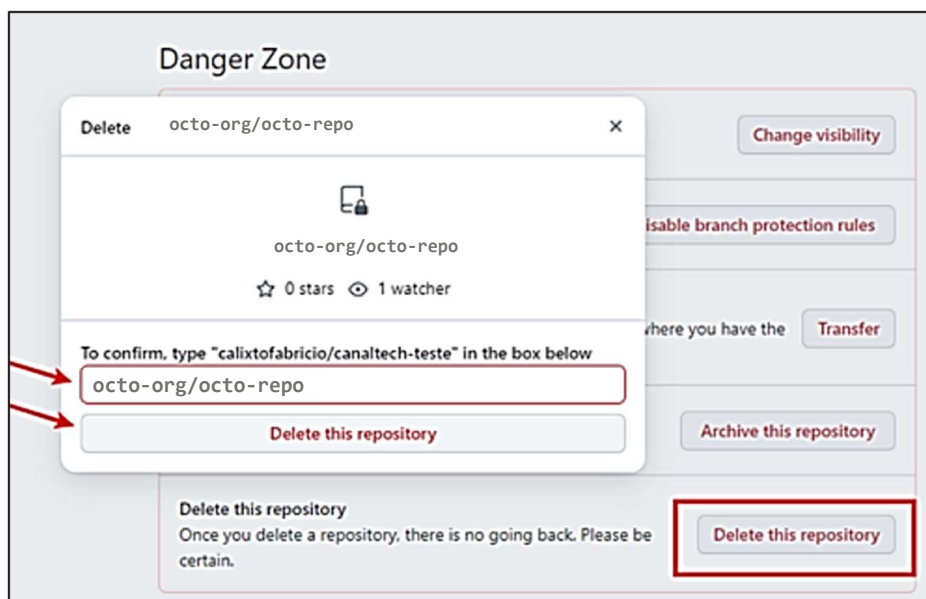 Danger Zone
Delete octo-org/octo-repo ×
Change visibility
octo-org/octo-repo
isable branch protection rules
0 stars 1 watcher
where you have the Transfer
To confirm, type "calixtofabricio/canaltech-teste" in the box below
octo-org/octo-repo
Delete this repository
Archive this repository
Delete this repository
Once you delete a repository, there is no going back. Please be
certain.
Delete this repository